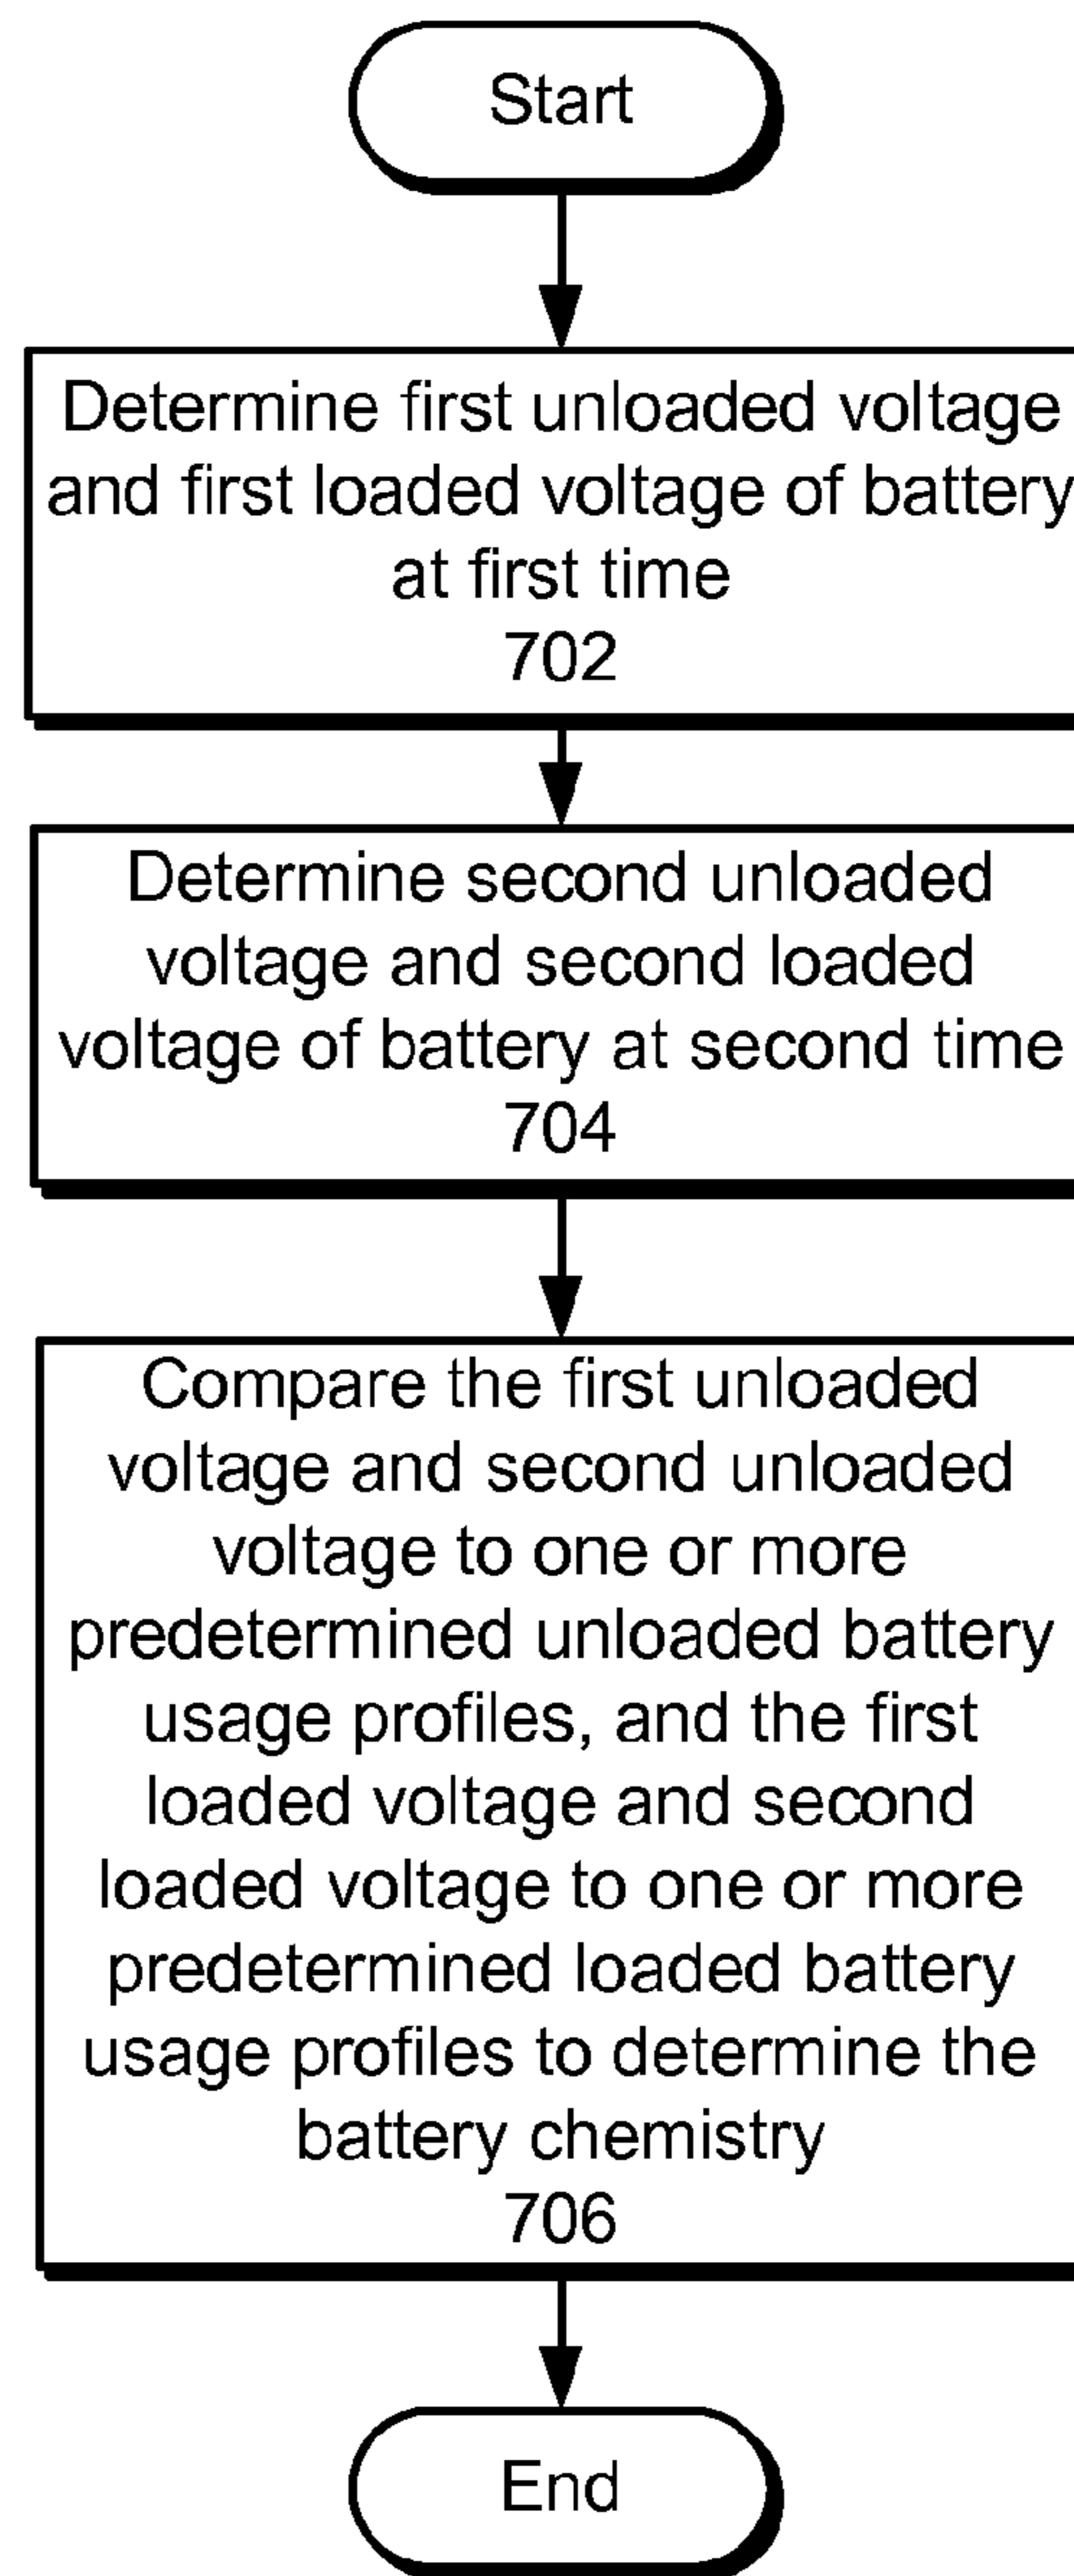 Start
Determine first unloaded voltage
and first loaded voltage of battery
at first time
702
Determine second unloaded
voltage and second loaded
voltage of battery at second time
704
Compare the first unloaded
voltage and second unloaded
voltage to one or more
predetermined unloaded battery
usage profiles, and the first
loaded voltage and second
loaded voltage to one or more
predetermined loaded battery
usage profiles to determine the
battery chemistry
706
End